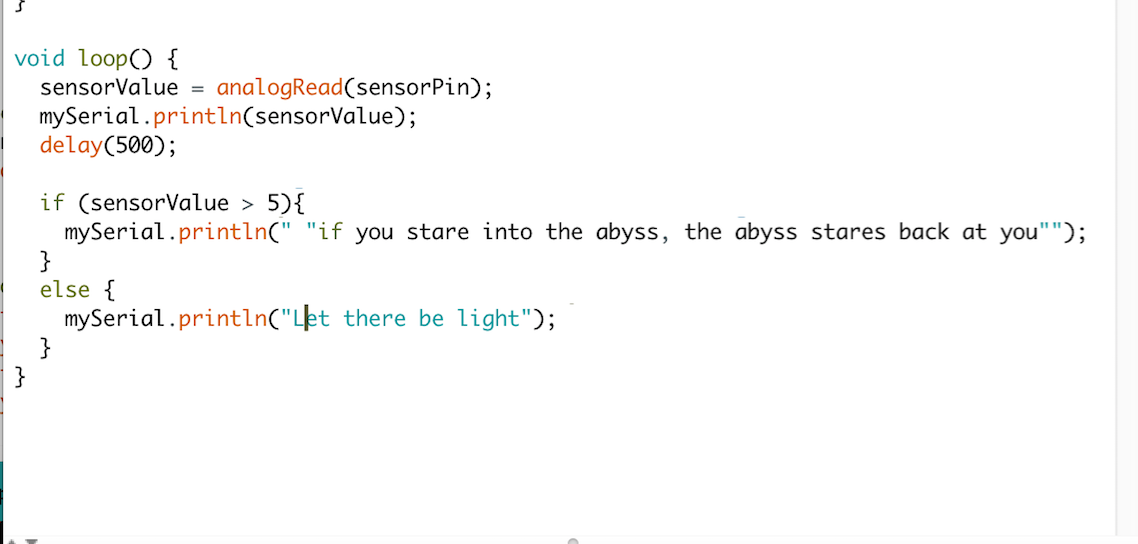 }
void loop() {
sensorValue = analogRead(sensorPin);
mySerial.println(sensorValue);
delay(500);
if (sensorValue > 5){
mySerial.println(" "if you stare into the abyss, the abyss stares back at you"");
}
else {
mySerial.println("Let there be light");
}
}